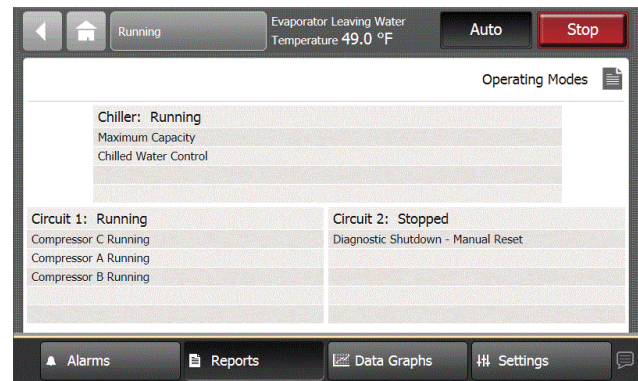 Running
Evaporator Leaving Water
Temperature 49.0 °F
Auto
Stop
Operating Modes
Chiller: Running
Maximum Capacity
Chilled Water Control
Circuit 1: Running
Compressor C Running
Compressor A Running
Compressor B Running
Circuit 2: Stopped
Diagnostic Shutdown - Manual Reset
Alarms
Reports
Data Graphs
Settings